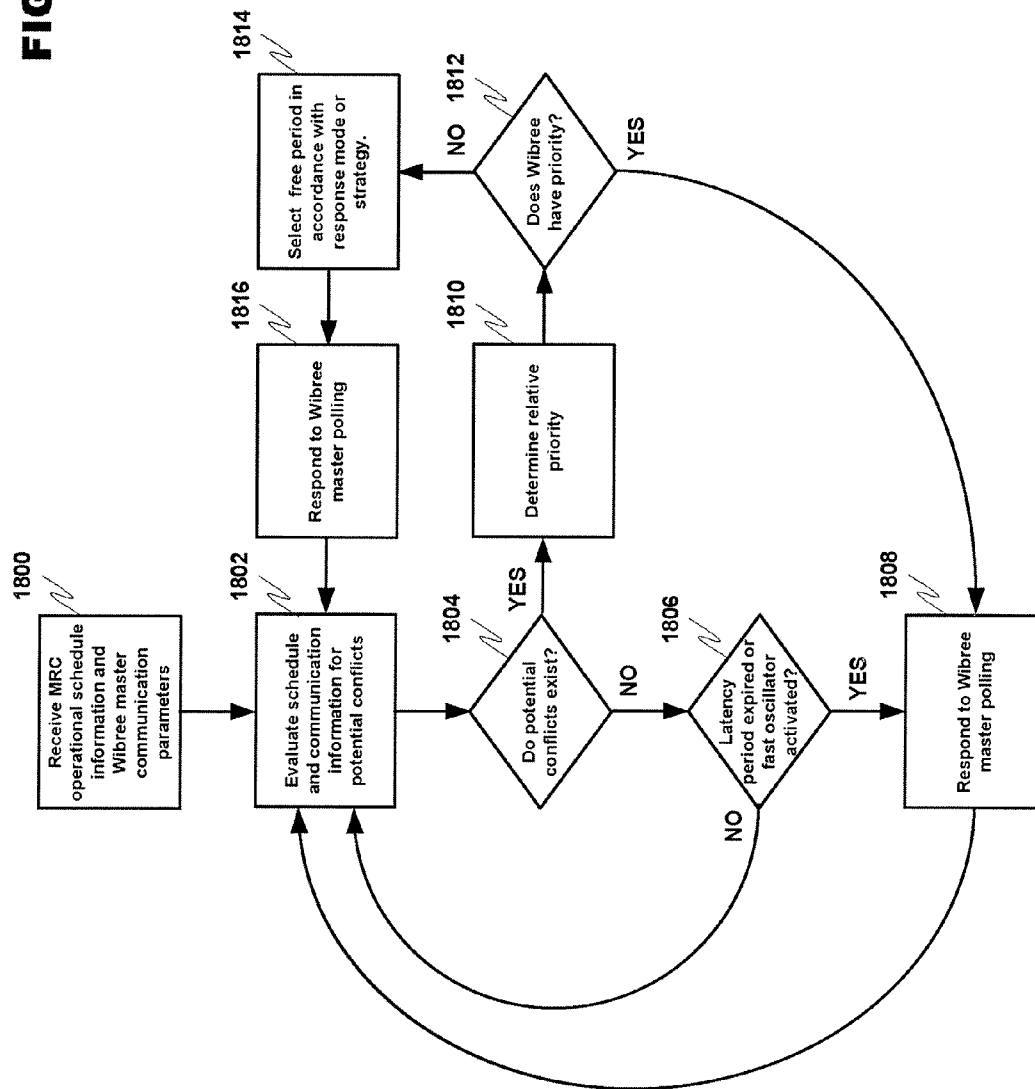 FIG
1800
Receive MRC
operational schedule
information and
Wibree master
communication
parameters
1802
Evaluate schedule
and communication
information for
potential conflicts
1804
Do potential
conflicts exist?
YES
NO
1806
Latency
period expired or
fast oscillator
activated?
NO
YES
1808
Respond to Wibree
master polling
1810
Determine relative
priority
1812
Does Wibree
have priority?
NO
YES
1814
Select free period in
accordance with
response mode or
strategy.
1816
Respond to Wibree
master polling